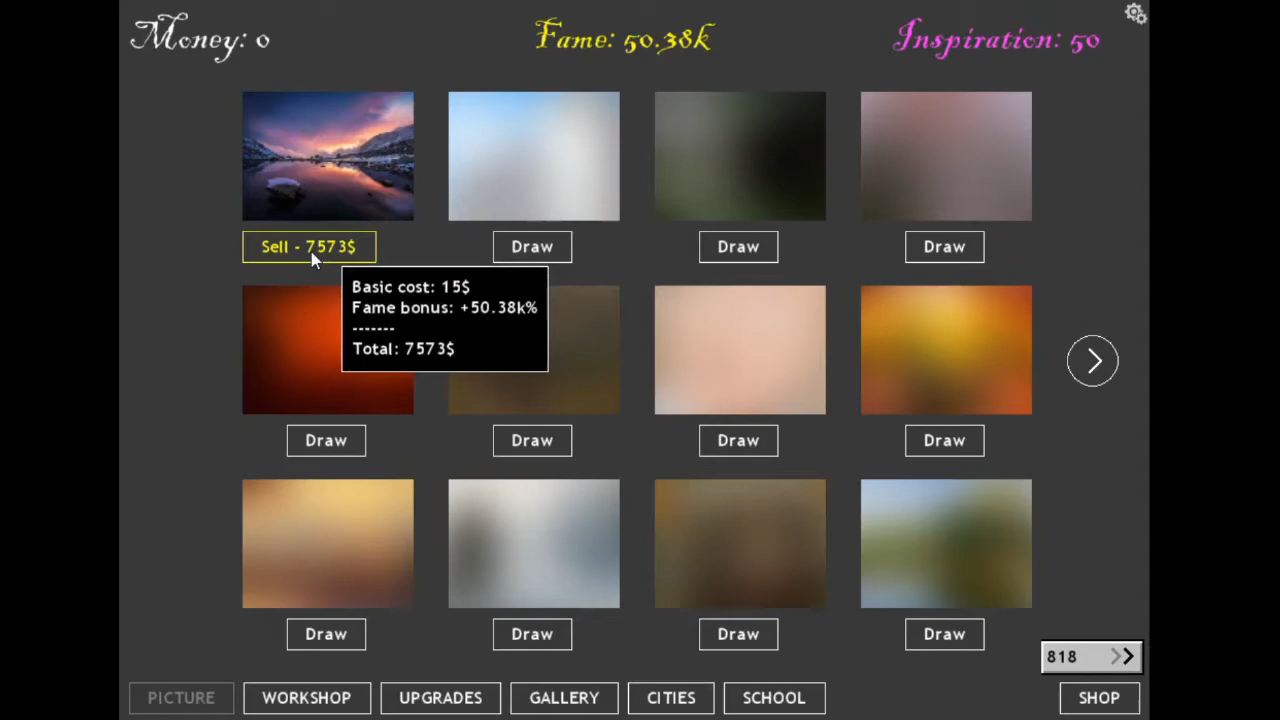 Money: 0
Fame: 50.38k
Inspiration: 50
Sell - 7573$
Draw
Draw
Draw
Basic cost: 15$
Fame bonus: +50.38k%
-------
Total: 7573$
Draw
Draw
Draw
Draw
Draw
Draw
Draw
Draw
818
PICTURE
WORKSHOP
UPGRADES
GALLERY
CITIES
SCHOOL
SHOP